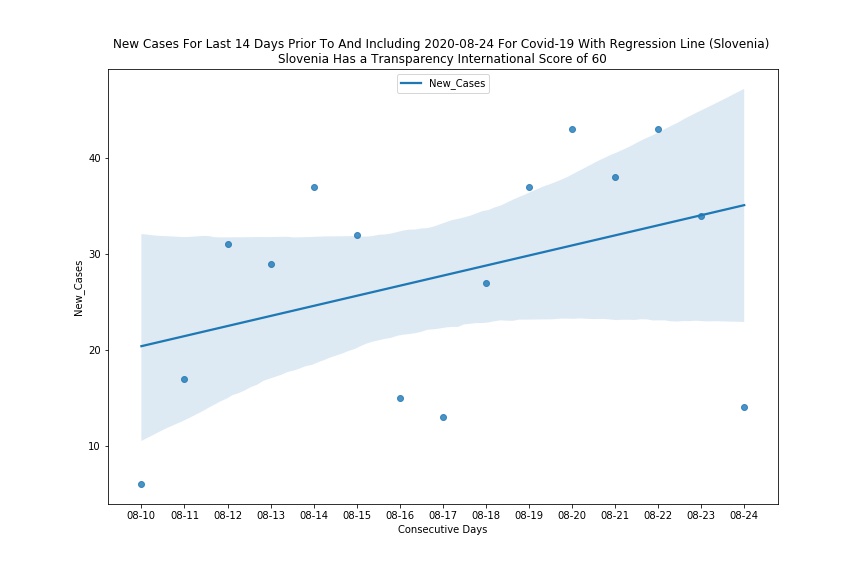 New Cases For Last 14 Days Prior To And Including 2020-08-24 For Covid-19 With Regression Line (Slovenia)
Slovenia Has a Transparency International Score of 60
New_Cases
40
30
20
10
New_Cases
08-10 08-11 08-12 08-13 08-14 08-15 08-16 08-17 08-18 08-19 08-20 08-21 08-22 08-23 08-24
Consecutive Days